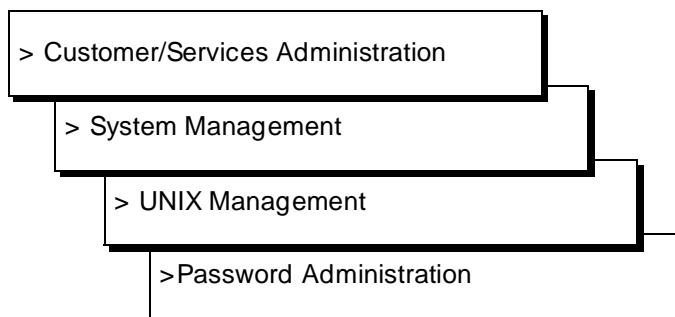 > Customer/Services Administration
> System Management
> UNIX Management
>Password Administration